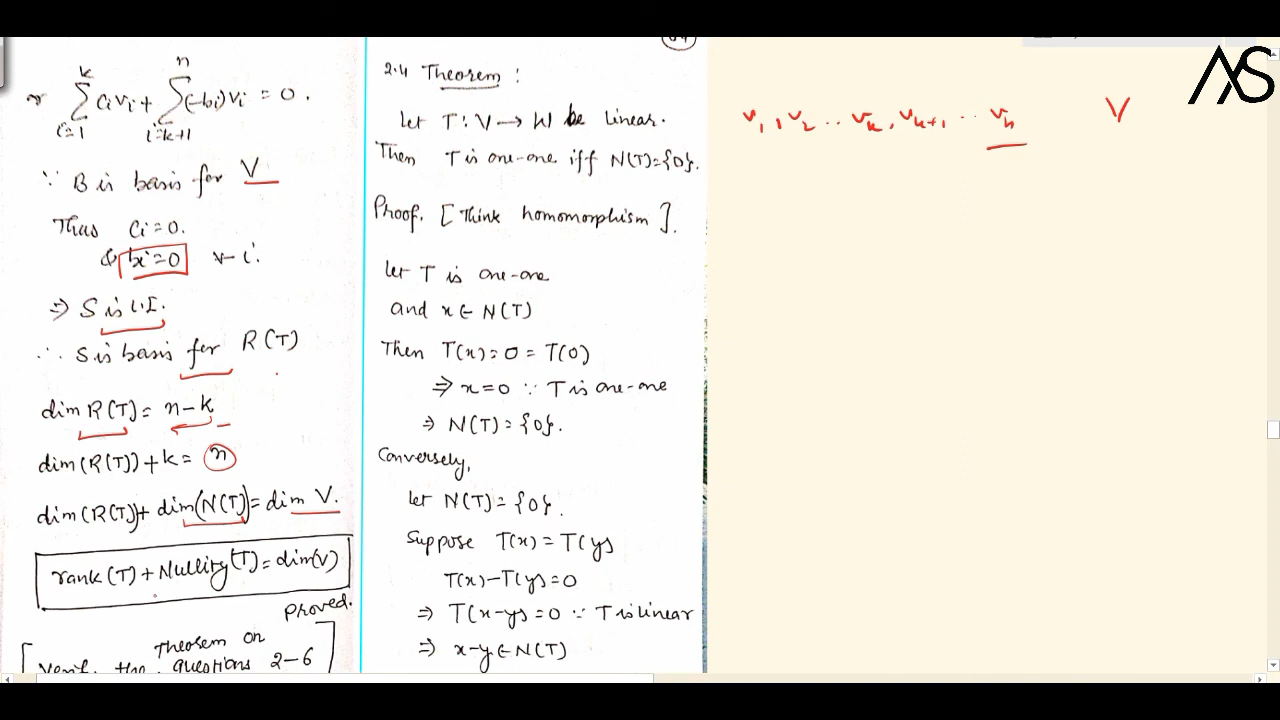 or k∑i=1 civi + n∑i=k+1 (-bi)vi = 0.
∵ B is basis for V
Thus Ci=0.
& bi=0 ∀ i.
⇒ S is L.I.
∴ S is basis for R(T)
dim R(T) = n-k
dim(R(T)) + k = n
dim(R(T)) + dim(N(T)) = dim V.
rank(T) + Nullity(T) = dim(V)
Proved.
[ theorem on
the questions 2-6 ]
2.4 Theorem :
Let T : V → W be linear.
Then T is one-one iff N(T)={0}.
Proof. [Think homomorphism].
Let T is one-one
and x ∈ N(T)
Then T(x)=0 = T(0)
⇒ x=0 ∵ T is one-one
⇒ N(T)={0}.
Conversely,
let N(T)={0}.
Suppose T(x) = T(y)
T(x)-T(y)=0
⇒ T(x-y)=0 ∵ T is linear
⇒ x-y ∈ N(T)
v1, v2 .. vk, vk+1 .. vn V